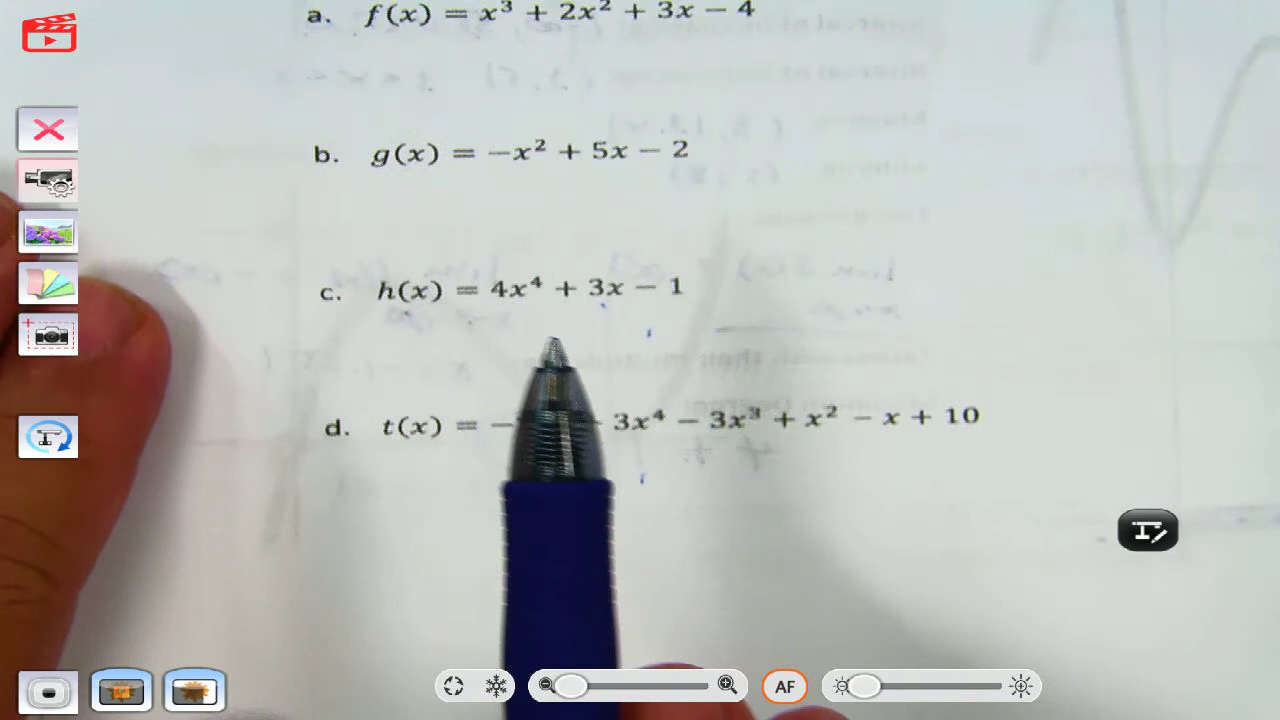 a. f(x) = x³ + 2x² + 3x − 4
b. g(x) = −x² + 5x − 2
c. h(x) = 4x⁴ + 3x − 1
d. t(x) = − 3x⁴ − 3x³ + x² − x + 10
AF